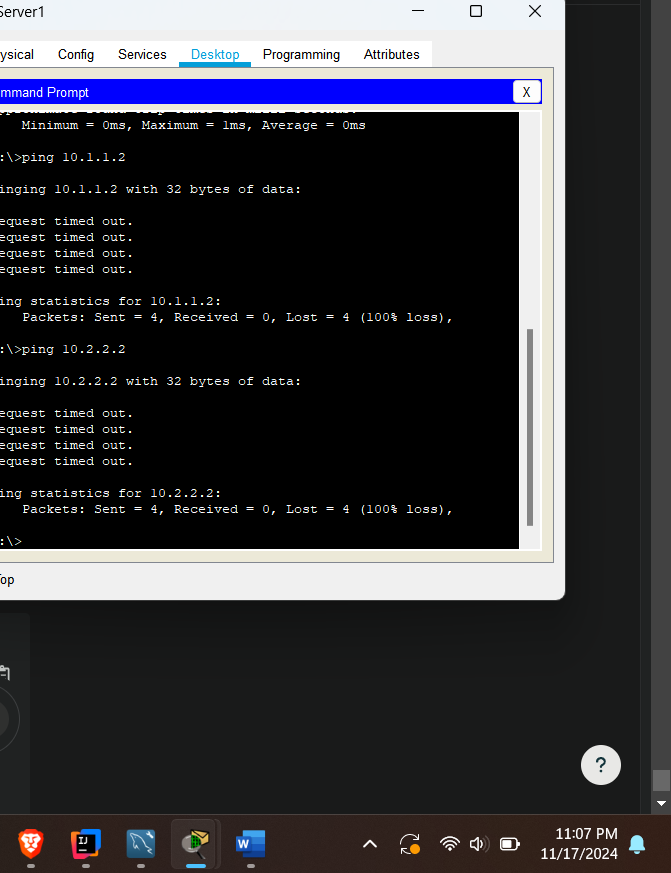 Server1
ysical Config Services Desktop Programming Attributes
mmand Prompt X
Minimum = 0ms, Maximum = 1ms, Average = 0ms
:\>ping 10.1.1.2
inging 10.1.1.2 with 32 bytes of data:
equest timed out.
equest timed out.
equest timed out.
equest timed out.
ing statistics for 10.1.1.2:
Packets: Sent = 4, Received = 0, Lost = 4 (100% loss),
:\>ping 10.2.2.2
inging 10.2.2.2 with 32 bytes of data:
equest timed out.
equest timed out.
equest timed out.
equest timed out.
ing statistics for 10.2.2.2:
Packets: Sent = 4, Received = 0, Lost = 4 (100% loss),
:\>
Top
?
IJ
W
11:07 PM
11/17/2024